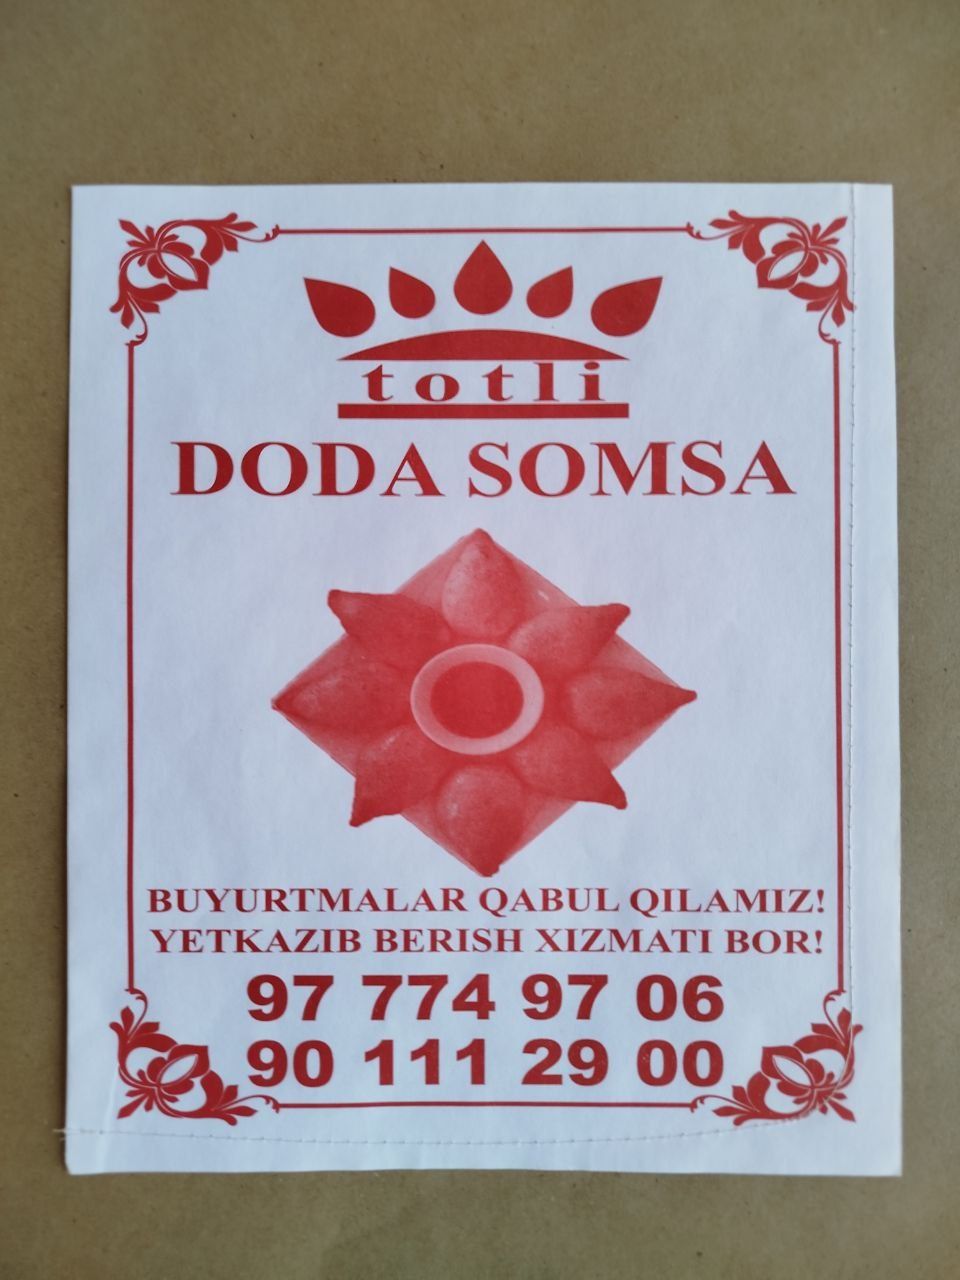 totli
DODA SOMSA
BUYURTMALAR QABUL QILAMIZ!
YETKAZIB BERISH XIZMATI BOR!
97 774 97 06
90 111 29 00